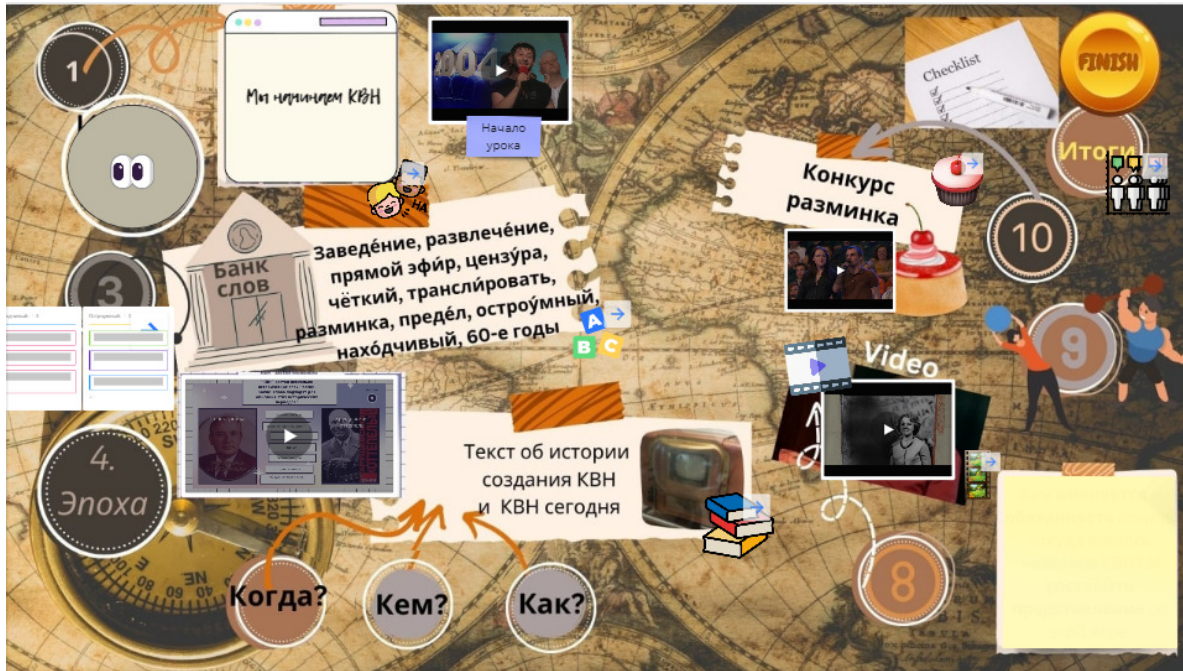 1
Мы начинаем КВН
Начало
урока
Checklist
FINISH
Итоги
Конкурс
разминка
10
НА
Банк
слов
Заведе́ние, развлече́ние,
прямой эфи́р, цензу́ра,
чёткий, трансли́ровать,
разминка, преде́л, остроу́мный,
нахо́дчивый, 60-е годы
3
A
B
C
9
Video
4.
Эпоха
Текст об истории
создания КВН
и КВН сегодня
Когда?
Кем?
Как?
8